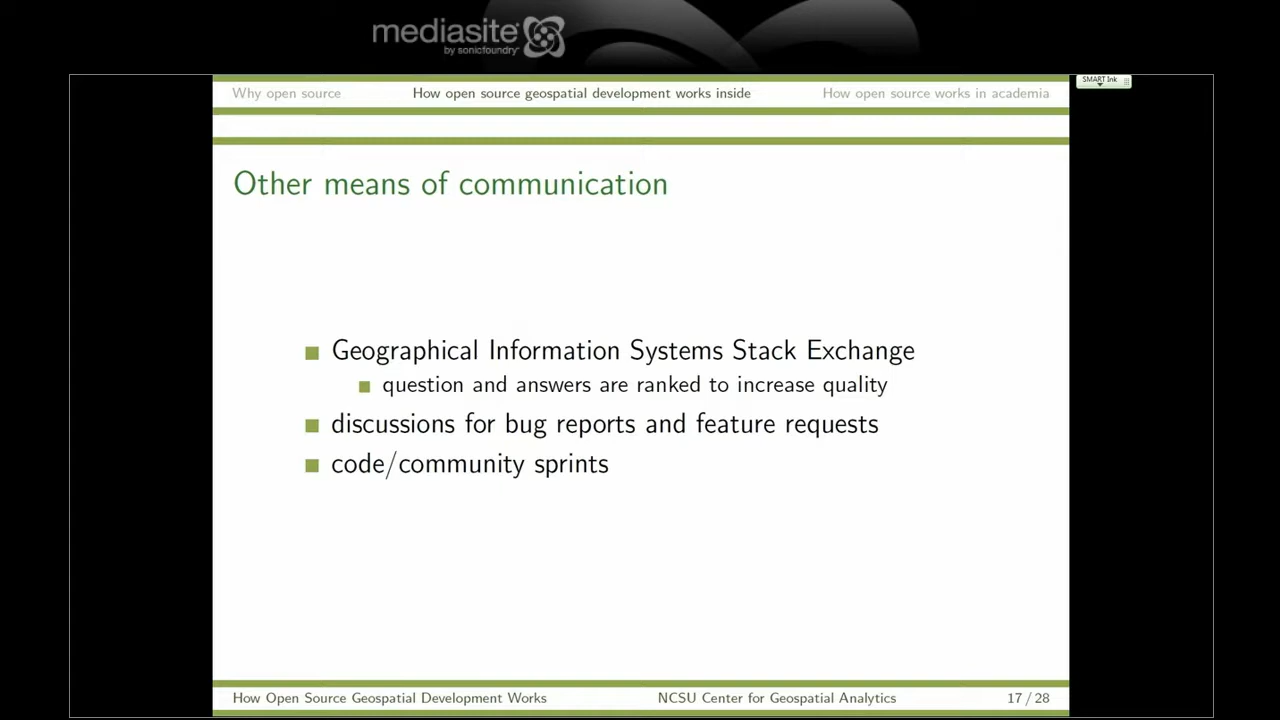 mediasite
by sonicfoundry
SMART Ink
Why open source How open source geospatial development works inside How open source works in academia
Other means of communication
Geographical Information Systems Stack Exchange
question and answers are ranked to increase quality
discussions for bug reports and feature requests
code/community sprints
How Open Source Geospatial Development Works NCSU Center for Geospatial Analytics 17 / 28